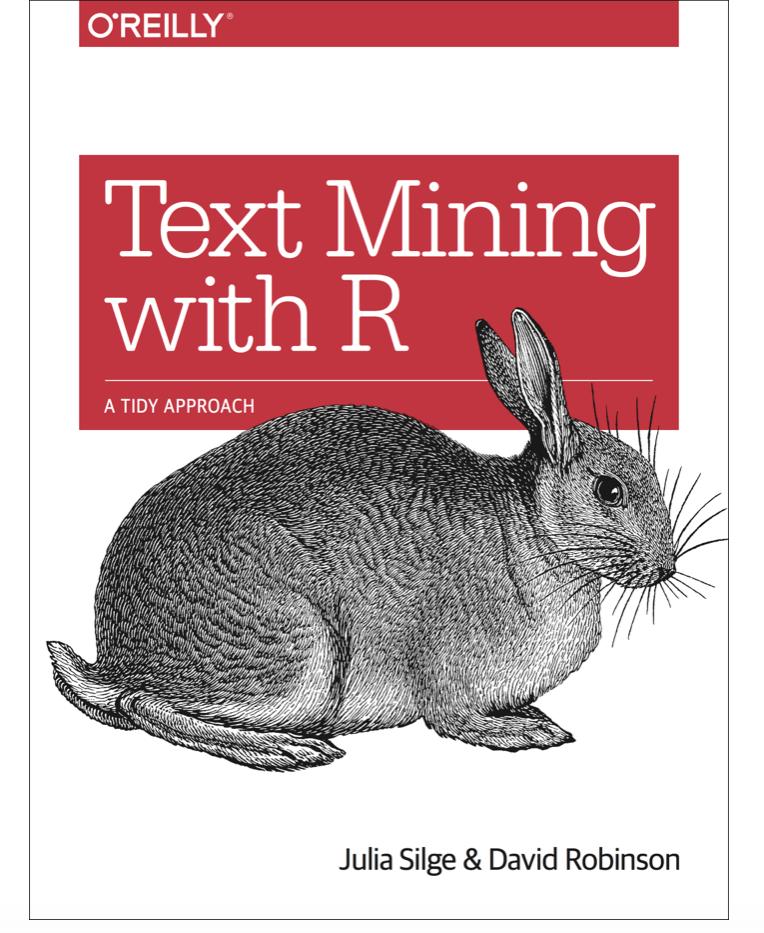 O'REILLY®
Text Mining
with R
A TIDY APPROACH
Julia Silge & David Robinson